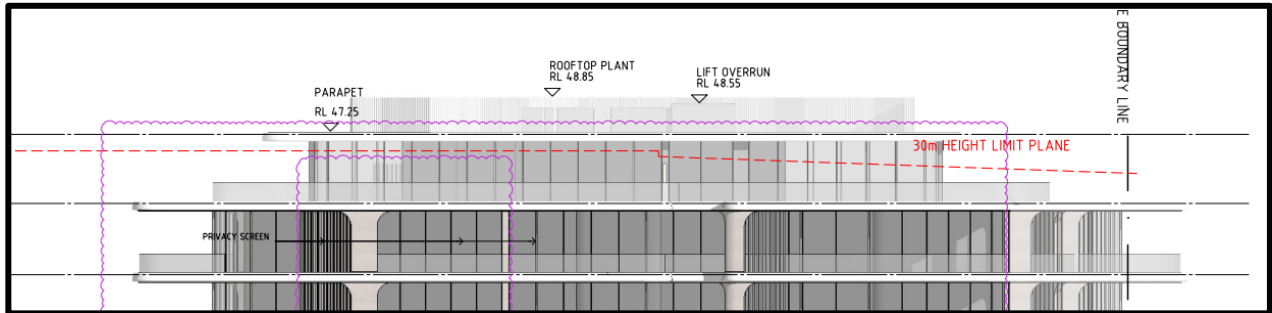 ROOFTOP PLANT
RL 48.85
LIFT OVERRUN
RL 48.55
PARAPET
RL 47.25
E BOUNDARY LINE
30m HEIGHT LIMIT PLANE
PRIVACY SCREEN